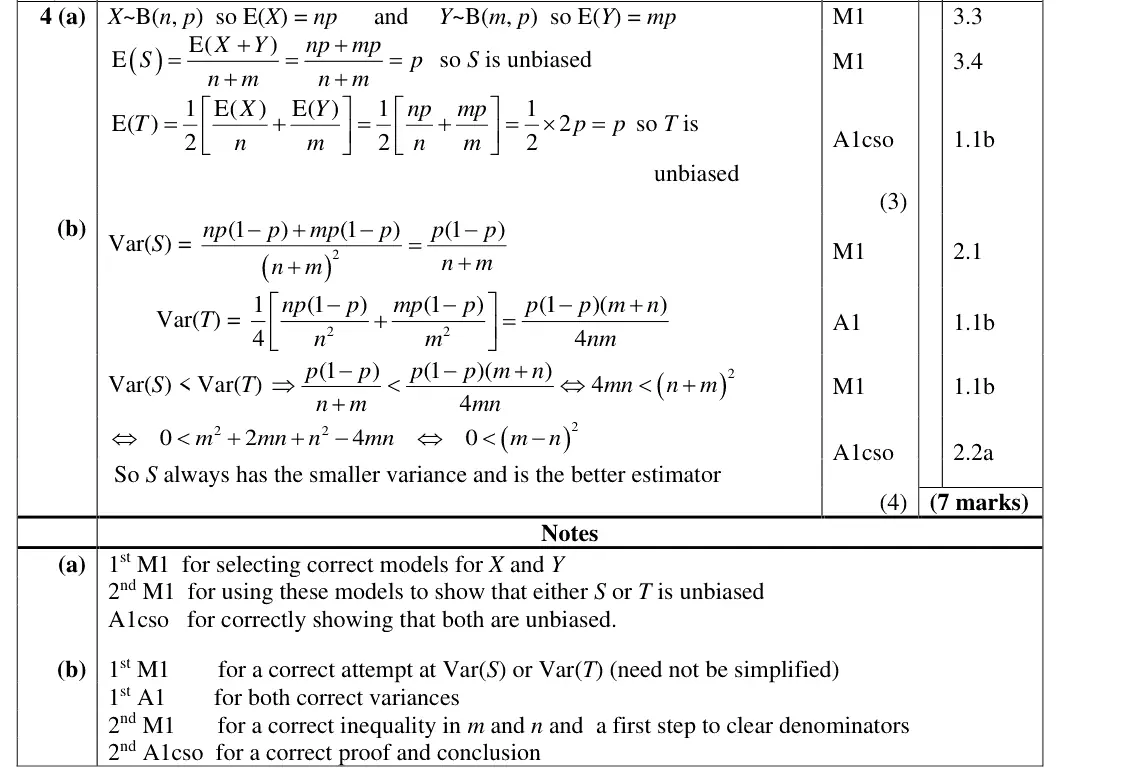 4 (a) X~B(n, p) so E(X) = np and Y~B(m, p) so E(Y) = mp M1 3.3
E(S) = E(X + Y)/(n + m) = (np + mp)/(n + m) = p so S is unbiased M1 3.4
E(T) = 1/2[E(X)/n + E(Y)/m] = 1/2[np/n + mp/m] = 1/2 × 2p = p so T is
unbiased A1cso 1.1b
(3)
(b) Var(S) = (np(1 − p) + mp(1 − p))/(n + m)² = p(1 − p)/(n + m) M1 2.1
Var(T) = 1/4[np(1 − p)/n² + mp(1 − p)/m²] = p(1 − p)(m + n)/4nm A1 1.1b
Var(S) < Var(T) ⇒ p(1 − p)/(n + m) < p(1 − p)(m + n)/4mn ⇔ 4mn < (n + m)² M1 1.1b
⇔ 0 < m² + 2mn + n² − 4mn ⇔ 0 < (m − n)²
So S always has the smaller variance and is the better estimator A1cso 2.2a
(4) (7 marks)
Notes
(a) 1st M1 for selecting correct models for X and Y
2nd M1 for using these models to show that either S or T is unbiased
A1cso for correctly showing that both are unbiased.
(b) 1st M1 for a correct attempt at Var(S) or Var(T) (need not be simplified)
1st A1 for both correct variances
2nd M1 for a correct inequality in m and n and a first step to clear denominators
2nd A1cso for a correct proof and conclusion